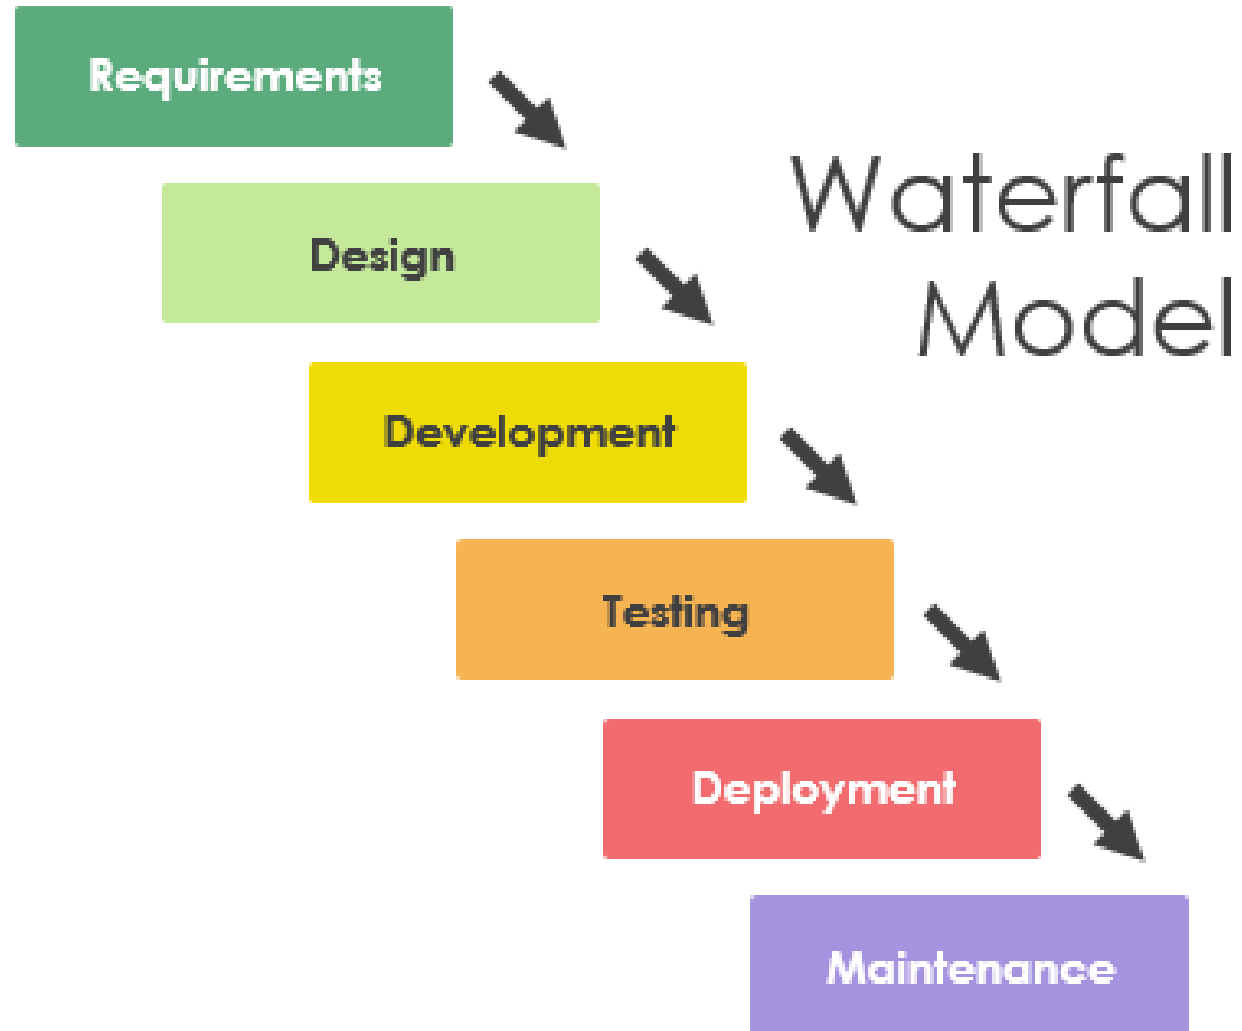 Requirements
Waterfall
Model
Design
Development
Testing
Deployment
Maintenance